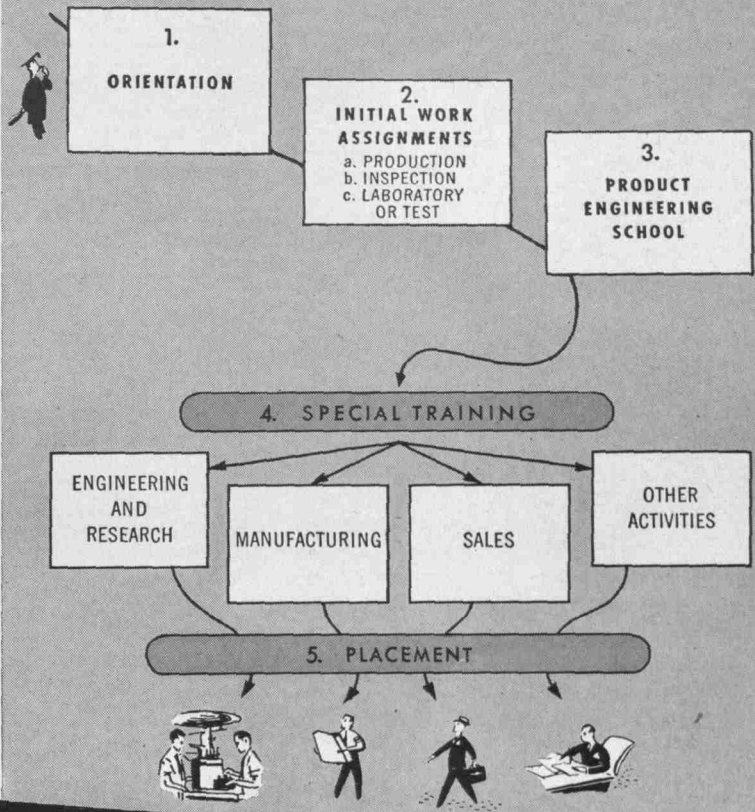 1.
ORIENTATION
2.
INITIAL WORK
ASSIGNMENTS
a. PRODUCTION
b. INSPECTION
c. LABORATORY
OR TEST
3.
PRODUCT
ENGINEERING
SCHOOL
4. SPECIAL TRAINING
ENGINEERING
AND
RESEARCH
MANUFACTURING
SALES
OTHER
ACTIVITIES
5. PLACEMENT